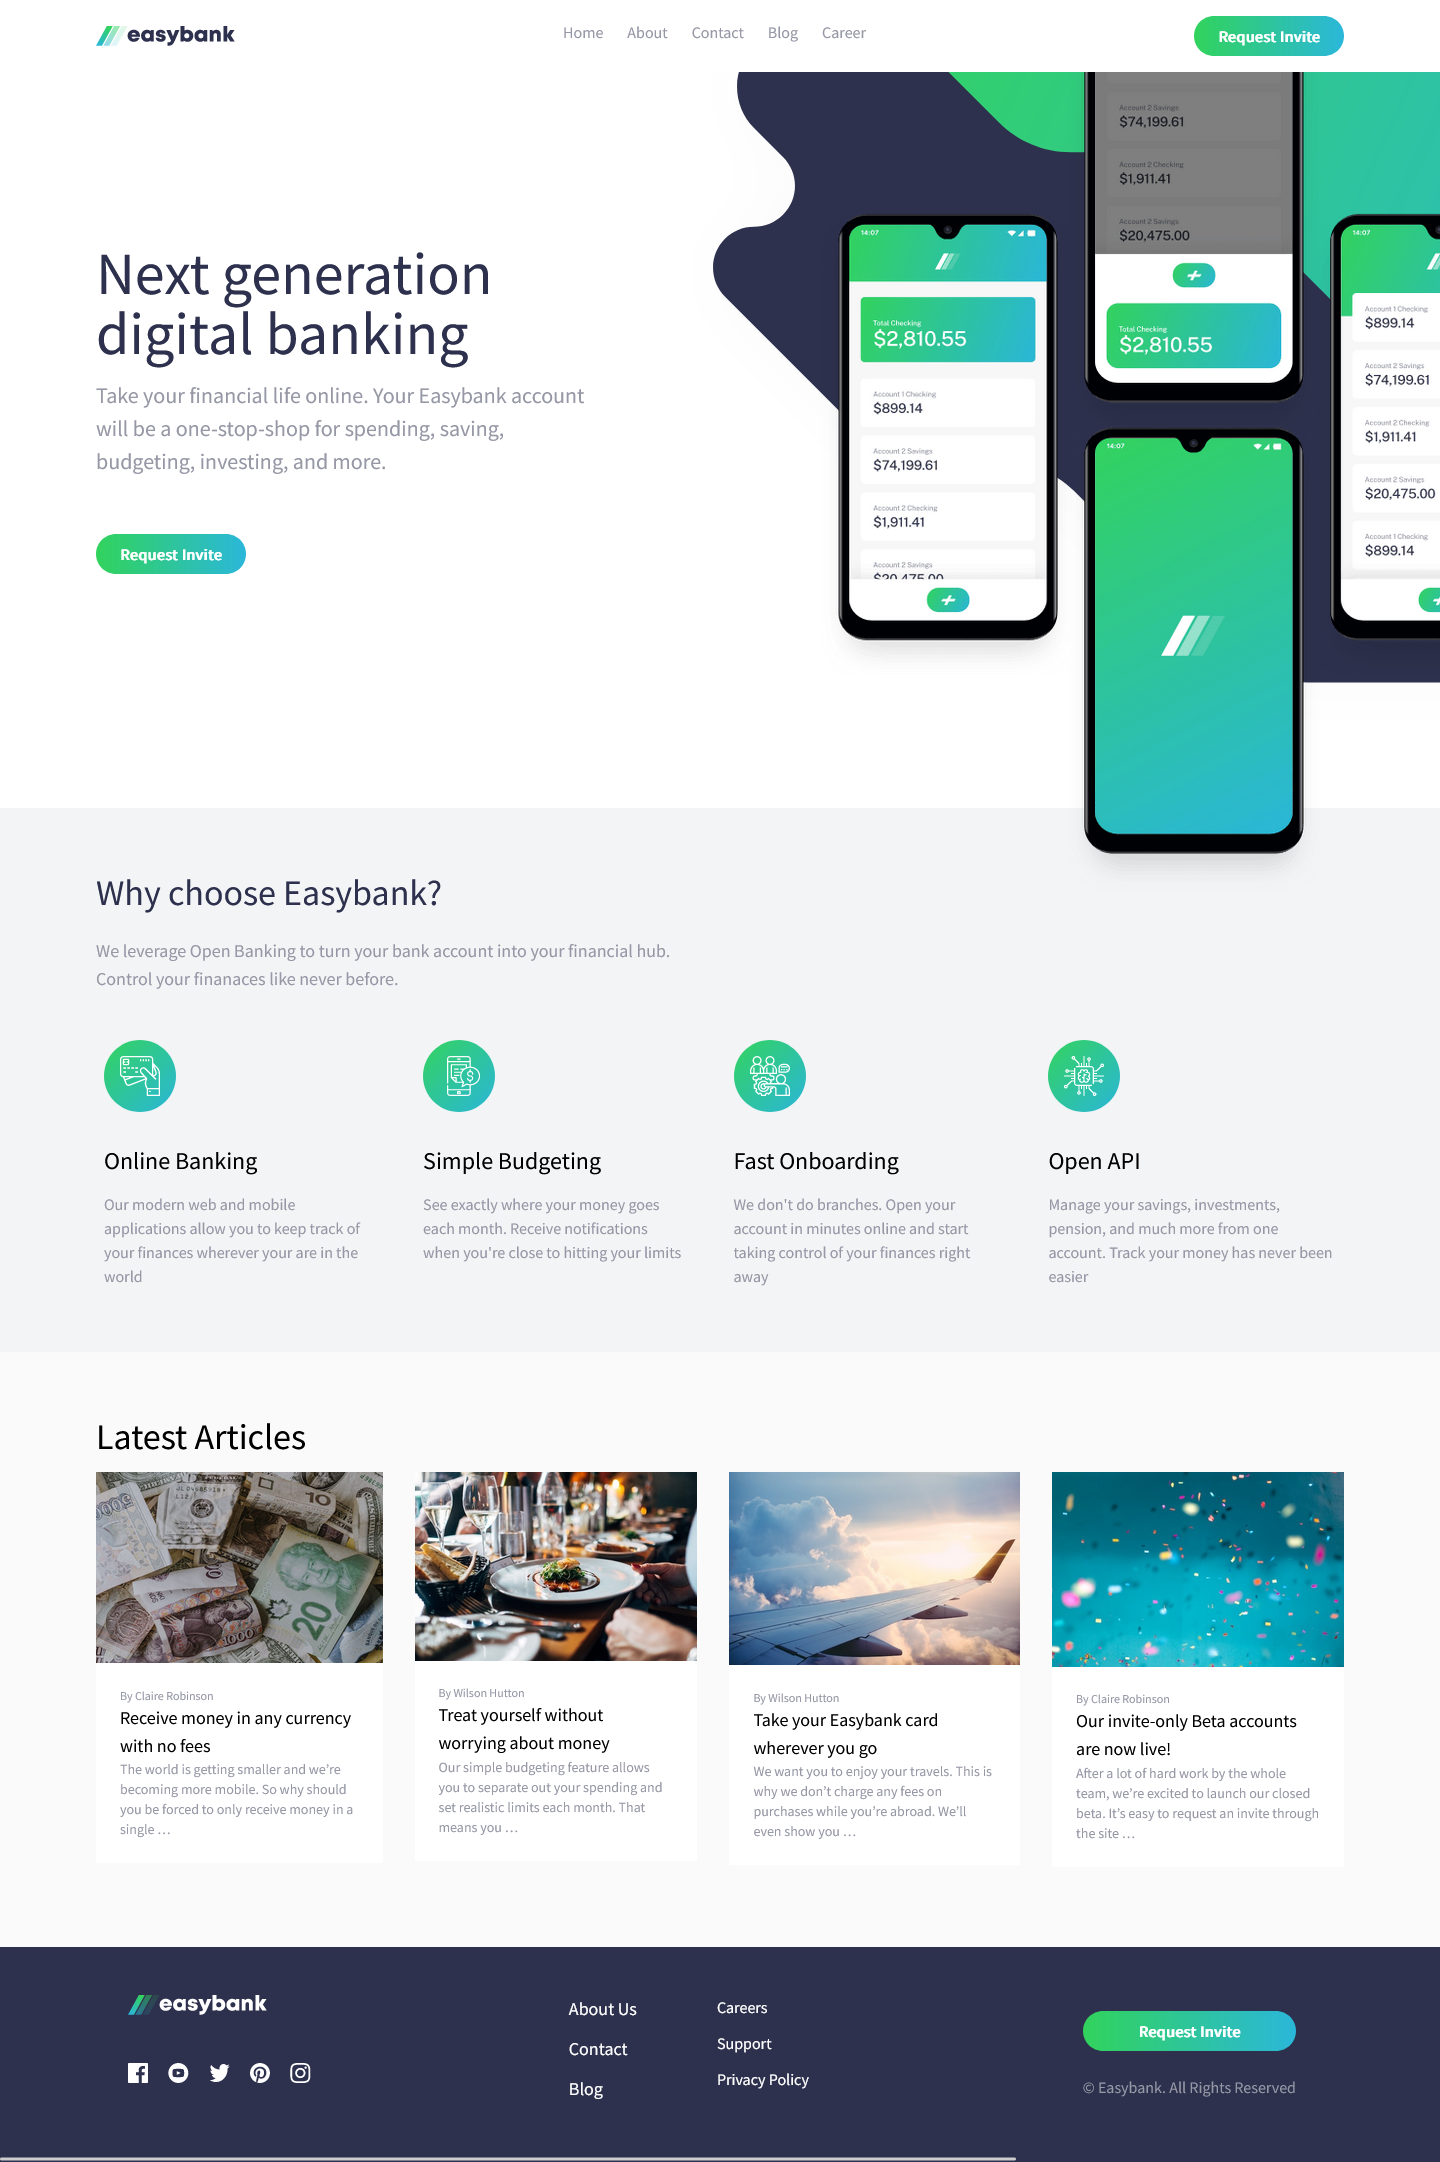 easybank
Home About Contact Blog Career
Request Invite
Next generation
digital banking
Take your financial life online. Your Easybank account
will be a one-stop-shop for spending, saving,
budgeting, investing, and more.
Request Invite
14:07
Total Checking
$2,810.55
Account 1 Checking
$899.14
Account 2 Savings
$74,199.61
Account 2 Checking
$1,911.41
Account 2 Savings
$20,475.00
Account 2 Savings
$74,199.61
Account 2 Checking
$1,911.41
Account 2 Savings
$20,475.00
Total Checking
$2,810.55
14:07
14:07
Account 1 Checking
$899.14
Account 2 Savings
$74,199.61
Account 2 Checking
$1,911.41
Account 2 Savings
$20,475.00
Account 1 Checking
$899.14
Why choose Easybank?
We leverage Open Banking to turn your bank account into your financial hub.
Control your finanaces like never before.
Online Banking
Our modern web and mobile
applications allow you to keep track of
your finances wherever your are in the
world
Simple Budgeting
See exactly where your money goes
each month. Receive notifications
when you're close to hitting your limits
Fast Onboarding
We don't do branches. Open your
account in minutes online and start
taking control of your finances right
away
Open API
Manage your savings, investments,
pension, and much more from one
account. Track your money has never been
easier
Latest Articles
10
20
1000
By Claire Robinson
Receive money in any currency
with no fees
The world is getting smaller and we’re
becoming more mobile. So why should
you be forced to only receive money in a
single …
By Wilson Hutton
Treat yourself without
worrying about money
Our simple budgeting feature allows
you to separate out your spending and
set realistic limits each month. That
means you …
By Wilson Hutton
Take your Easybank card
wherever you go
We want you to enjoy your travels. This is
why we don’t charge any fees on
purchases while you’re abroad. We’ll
even show you …
By Claire Robinson
Our invite-only Beta accounts
are now live!
After a lot of hard work by the whole
team, we’re excited to launch our closed
beta. It’s easy to request an invite through
the site …
easybank
About Us
Contact
Blog
Careers
Support
Privacy Policy
Request Invite
© Easybank. All Rights Reserved